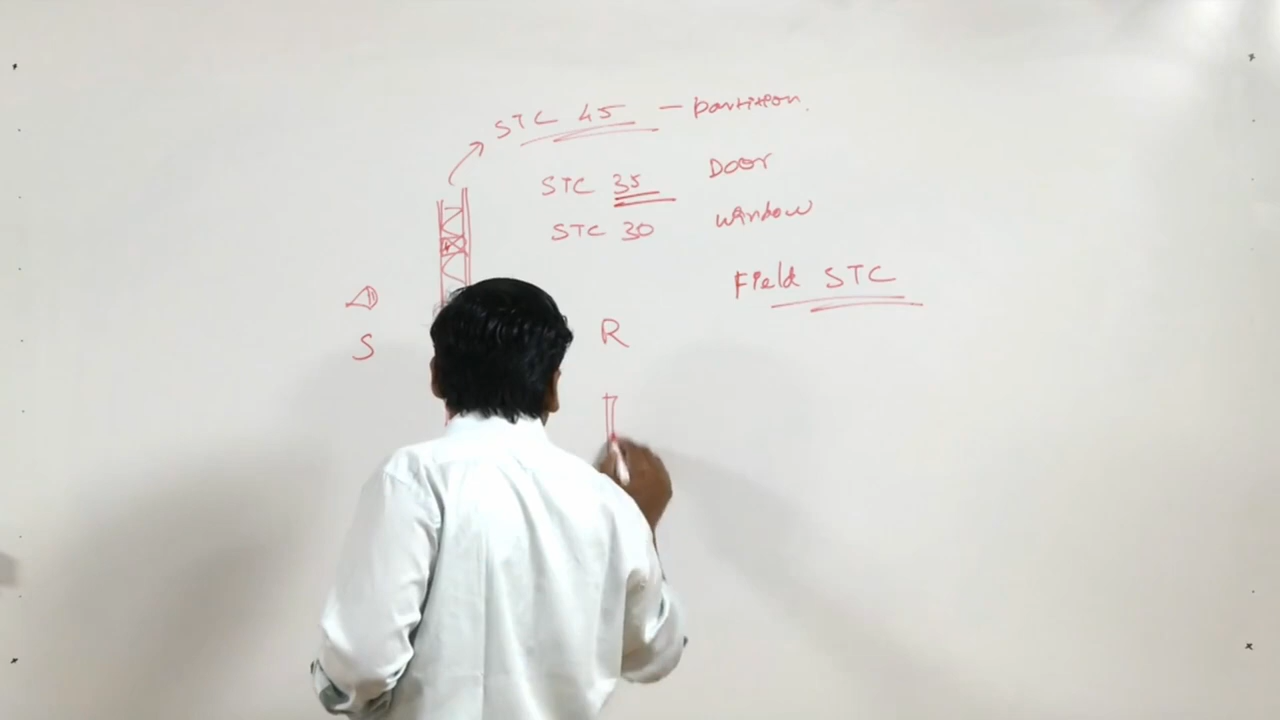 STC 45 - partition.
STC 35 Door
STC 30 window
Field STC
S R